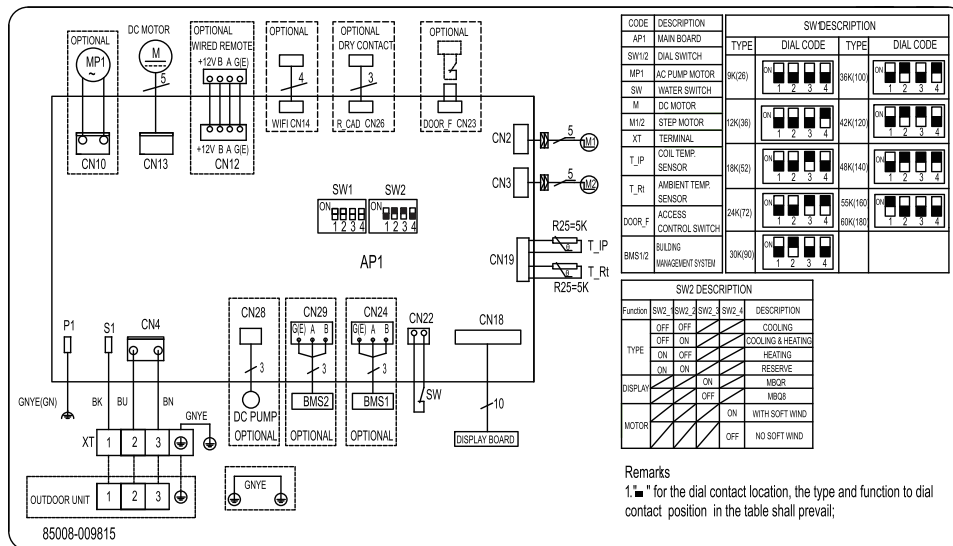 OPTIONAL
MP1
~
CN10
DC MOTOR
M
5
CN13
OPTIONAL
WIRED REMOTE
+12V B A G(E)
+12V B A G(E)
CN12
OPTIONAL
4
WIFI CN14
OPTIONAL
DRY CONTACT
3
R_CAD CN26
OPTIONAL
DOOR_F CN23
CN2
5
M1
CN3
5
M2
SW1 SW2
ON ON
1 2 3 4 1 2 3 4
AP1
CN19
R25=5K
θ T_IP
θ T_Rt
R25=5K
P1
S1
CN4
GNYE(GN)
BK BU BN
GNYE
XT 1 2 3
OUTDOOR UNIT 1 2 3
GNYE
CN28
3
DC PUMP
OPTIONAL
CN29
G(E) A B
3
BMS2
OPTIONAL
CN24
G(E) A B
3
BMS1
OPTIONAL
CN22
SW
CN18
10
DISPLAY BOARD
85008-009815
CODE DESCRIPTION
AP1 MAIN BOARD
SW1/2 DIAL SWITCH
MP1 AC PUMP MOTOR
SW WATER SWITCH
M DC MOTOR
M1/2 STEP MOTOR
XT TERMINAL
T_IP COIL TEMP. SENSOR
T_Rt AMBIENT TEMP. SENSOR
DOOR_F ACCESS CONTROL SWITCH
BMS1/2 BUILDING MANAGEMENT SYSTEM
SW1DESCRIPTION
TYPE DIAL CODE TYPE DIAL CODE
9K(26) ON 1 2 3 4 36K(100) ON 1 2 3 4
12K(36) ON 1 2 3 4 42K(120) ON 1 2 3 4
18K(52) ON 1 2 3 4 48K(140) ON 1 2 3 4
24K(72) ON 1 2 3 4 55K(160 60K(180) ON 1 2 3 4
30K(90) ON 1 2 3 4
SW2 DESCRIPTION
Function SW2_1 SW2_2 SW2_3 SW2_4 DESCRIPTION
TYPE OFF OFF COOLING
OFF ON COOLING & HEATING
ON OFF HEATING
ON ON RESERVE
DISPLAY ON MBQR
OFF MBQ8
MOTOR ON WITH SOFT WIND
OFF NO SOFT WIND
Remarks
1."▄" for the dial contact location, the type and function to dial
contact position in the table shall prevail;